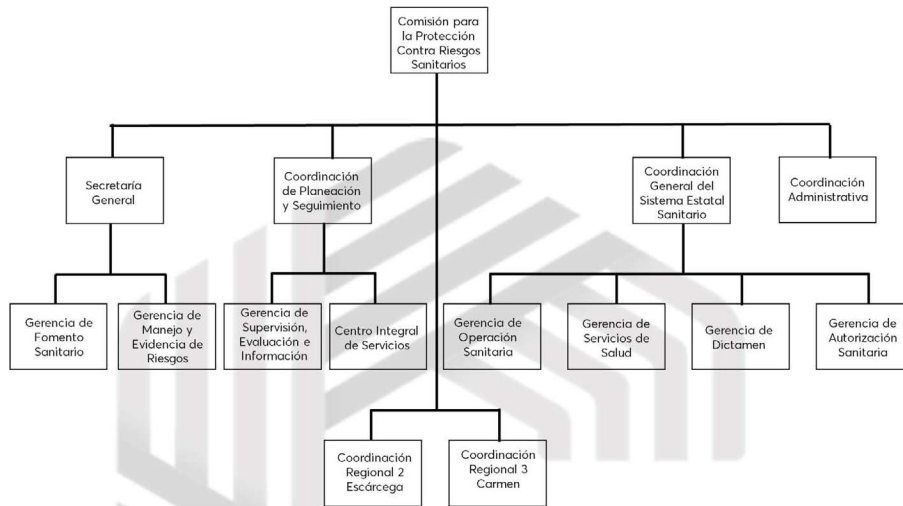 Comisión para
la Protección
Contra Riesgos
Sanitarios
Secretaría
General
Coordinación
de Planeación
y Seguimiento
Coordinación
General del
Sistema Estatal
Sanitario
Coordinación
Administrativa
Gerencia de
Fomento
Sanitario
Gerencia de
Manejo y
Evidencia de
Riesgos
Gerencia de
Supervisión,
Evaluación e
Información
Centro Integral
de Servicios
Gerencia de
Operación
Sanitaria
Gerencia de
Servicios de
Salud
Gerencia de
Dictamen
Gerencia de
Autorización
Sanitaria
Coordinación
Regional 2
Escárcega
Coordinación
Regional 3
Carmen